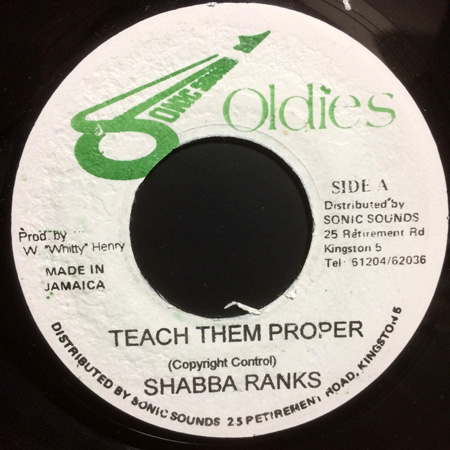 SONIC SOUNDS
Oldies
SIDE A
Distributed by
SONIC SOUNDS
25 Retirement Rd
Kingston 5
Tel: 61204/62036
Prod by
W. "Whitty" Henry
MADE IN
JAMAICA
TEACH THEM PROPER
(Copyright Control)
SHABBA RANKS
DISTRIBUTED BY SONIC SOUNDS 25 PETIREMENT ROAD, KINGSTON 5